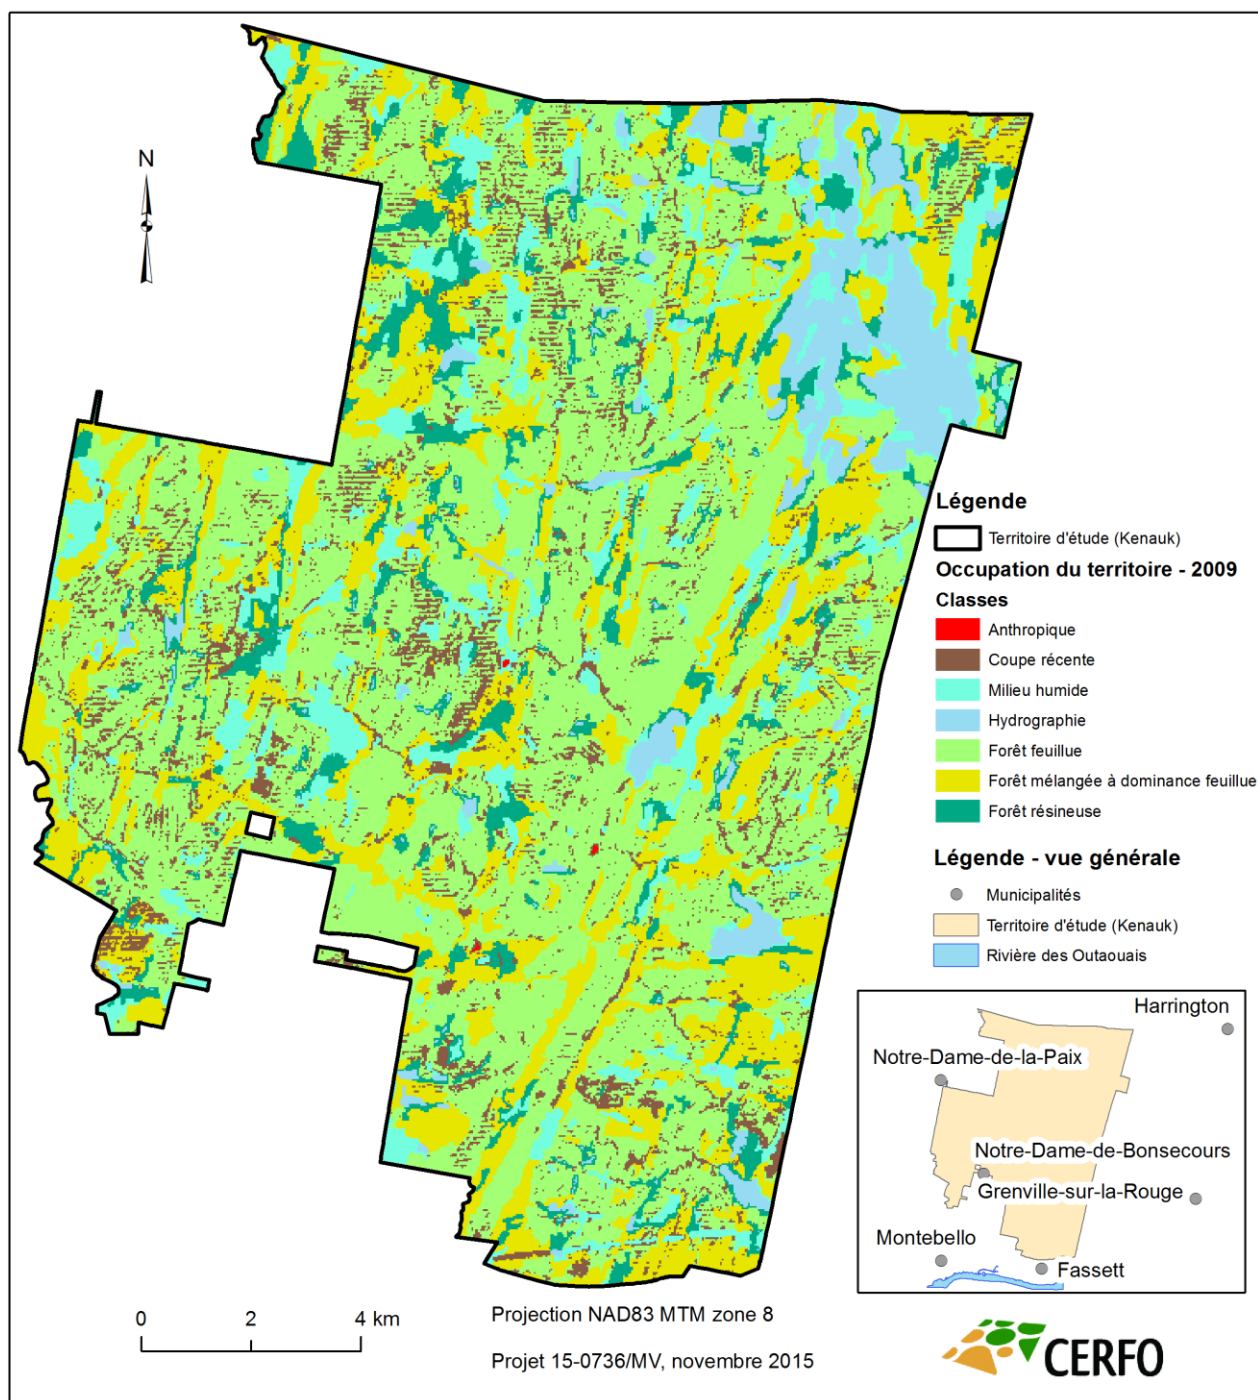 N
Légende
Territoire d'étude (Kenauk)
Occupation du territoire - 2009
Classes
Anthropique
Coupe récente
Milieu humide
Hydrographie
Forêt feuillue
Forêt mélangée à dominance feuillue
Forêt résineuse
Légende - vue générale
Municipalités
Territoire d'étude (Kenauk)
Rivière des Outaouais
Harrington
Notre-Dame-de-la-Paix
Notre-Dame-de-Bonsecours
Grenville-sur-la-Rouge
Montebello
Fassett
0 2 4 km
Projection NAD83 MTM zone 8
Projet 15-0736/MV, novembre 2015
CERFO